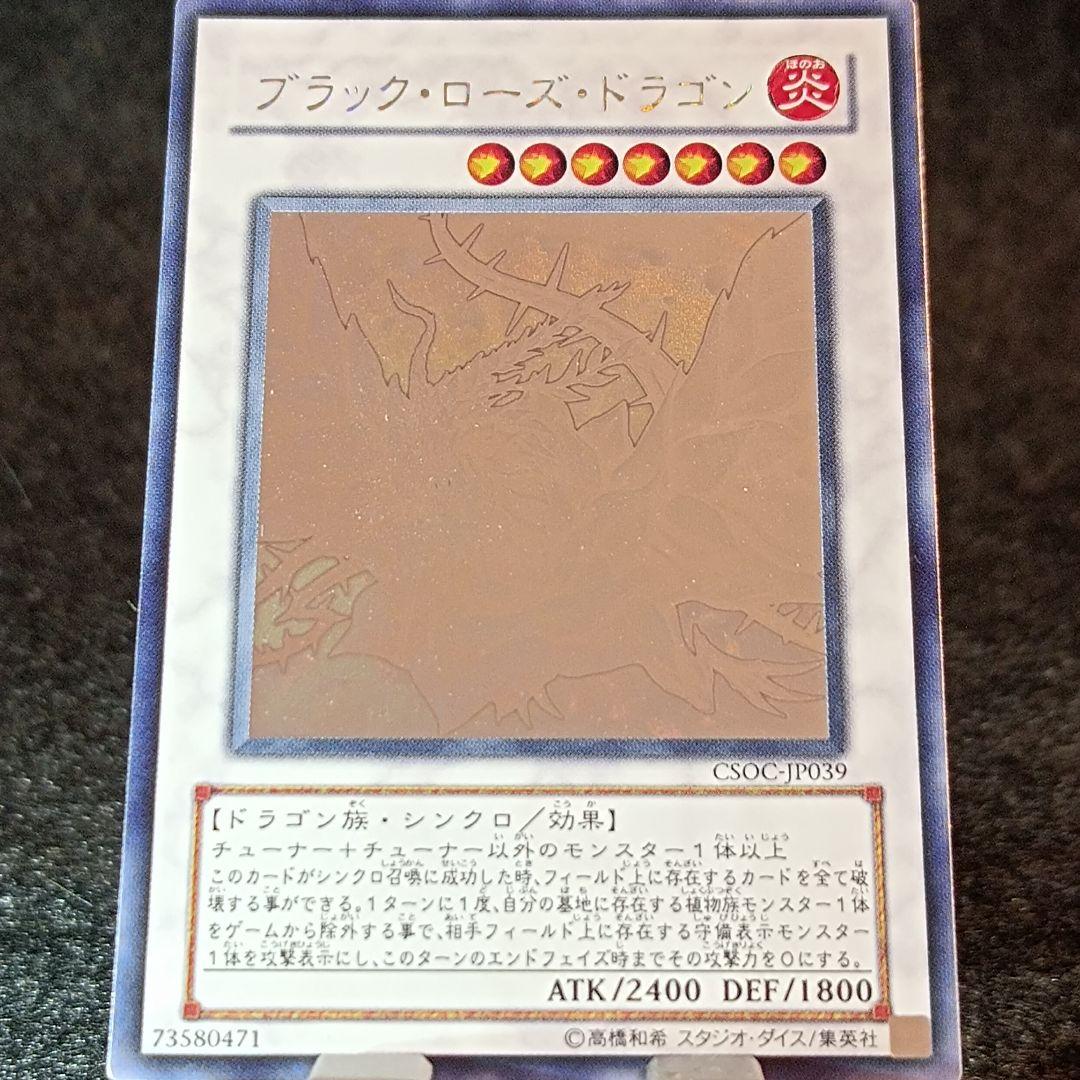 ブラック・ローズ・ドラゴン 炎
ほのお
CSOC-JP039
【ドラゴン族・シンクロ/効果】
チューナー+チューナー以外のモンスター1体以上
このカードがシンクロ召喚に成功した時、フィールド上に存在するカードを全て破
壊する事ができる。1ターンに1度、自分の墓地に存在する植物族モンスター1体
をゲームから除外する事で、相手フィールド上に存在する守備表示モンスター
1体を攻撃表示にし、このターンのエンドフェイズ時までその攻撃力を0にする。
ATK/2400 DEF/1800
73580471 ©高橋和希 スタジオ・ダイス/集英社